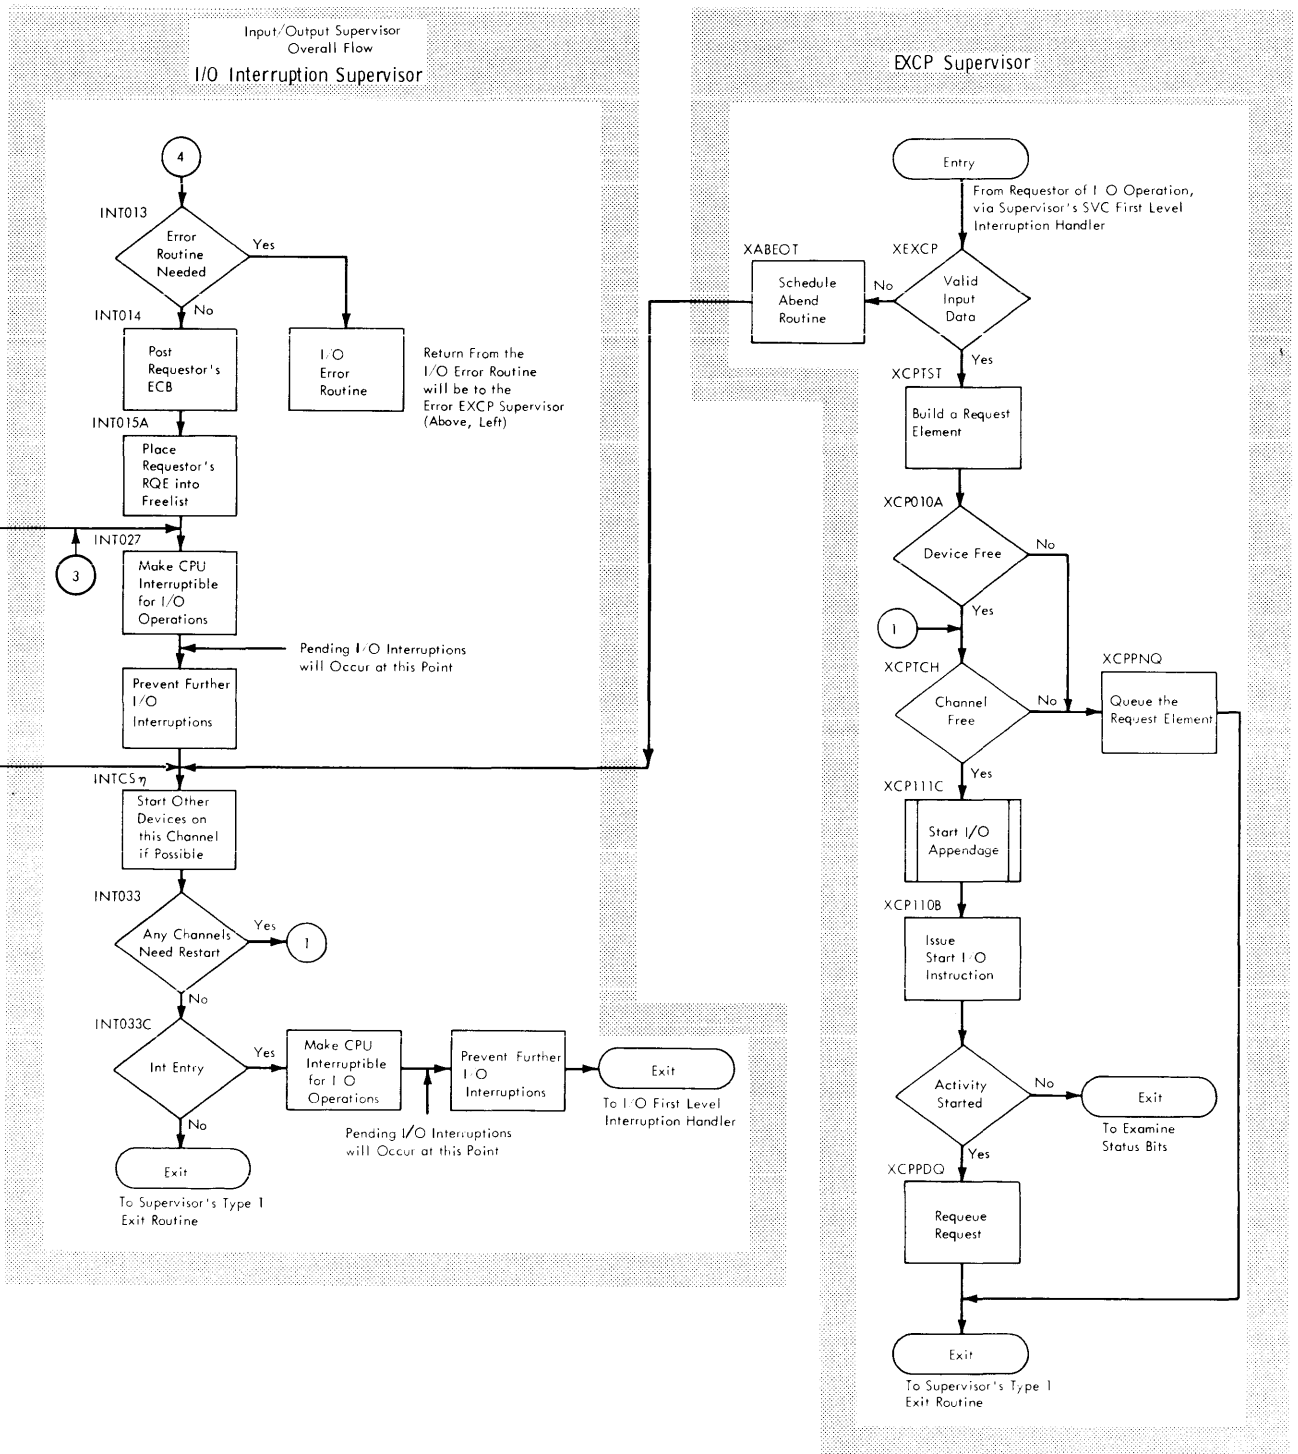 Input/Output Supervisor
Overall Flow
I/O Interruption Supervisor
4
INT013
Error
Routine
Needed
Yes
No
INT014
Post
Requestor's
ECB
I/O
Error
Routine
Return From the
I/O Error Routine
will be to the
Error EXCP Supervisor
(Above, Left)
INT015A
Place
Requestor's
RQE into
Freelist
3
INT027
Make CPU
Interruptible
for I/O
Operations
Pending I/O Interruptions
will Occur at this Point
Prevent Further
I/O
Interruptions
INTCS η
Start Other
Devices on
this Channel
if Possible
INT033
Any Channels
Need Restart
Yes
1
No
INT033C
Int Entry
Yes
Make CPU
Interruptible
for I O
Operations
Prevent Further
I/O
Interruptions
Exit
To I/O First Level
Interruption Handler
Pending I/O Interruptions
will Occur at this Point
No
Exit
To Supervisor's Type 1
Exit Routine
EXCP Supervisor
Entry
From Requestor of I O Operation,
via Supervisor's SVC First Level
Interruption Handler
XABEOT
Schedule
Abend
Routine
XEXCP
Valid
Input
Data
No
Yes
XCPTST
Build a Request
Element
XCP010A
Device Free
No
Yes
1
XCPTCH
Channel
Free
No
XCPPNQ
Queue the
Request Element
Yes
XCP111C
Start I/O
Appendage
XCP110B
Issue
Start I/O
Instruction
Activity
Started
No
Exit
To Examine
Status Bits
Yes
XCPPDQ
Requeue
Request
Exit
To Supervisor's Type 1
Exit Routine